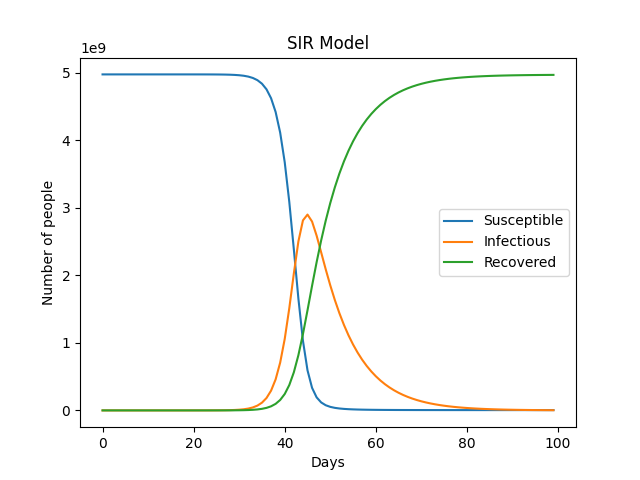 SIR Model
1e9
5
4
3
2
1
0
Number of people
Susceptible
Infectious
Recovered
0 20 40 60 80 100
Days